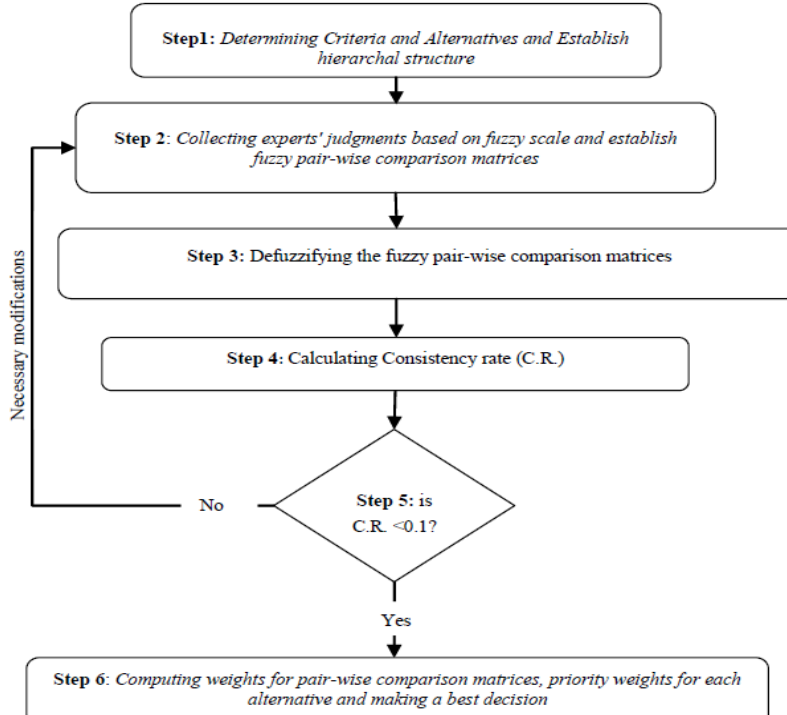 Step1: Determining Criteria and Alternatives and Establish
hierarchal structure
Step 2: Collecting experts' judgments based on fuzzy scale and establish
fuzzy pair-wise comparison matrices
Step 3: Defuzzifying the fuzzy pair-wise comparison matrices
Necessary modifications
Step 4: Calculating Consistency rate (C.R.)
No
Step 5: is
C.R. <0.1?
Yes
Step 6: Computing weights for pair-wise comparison matrices, priority weights for each
alternative and making a best decision